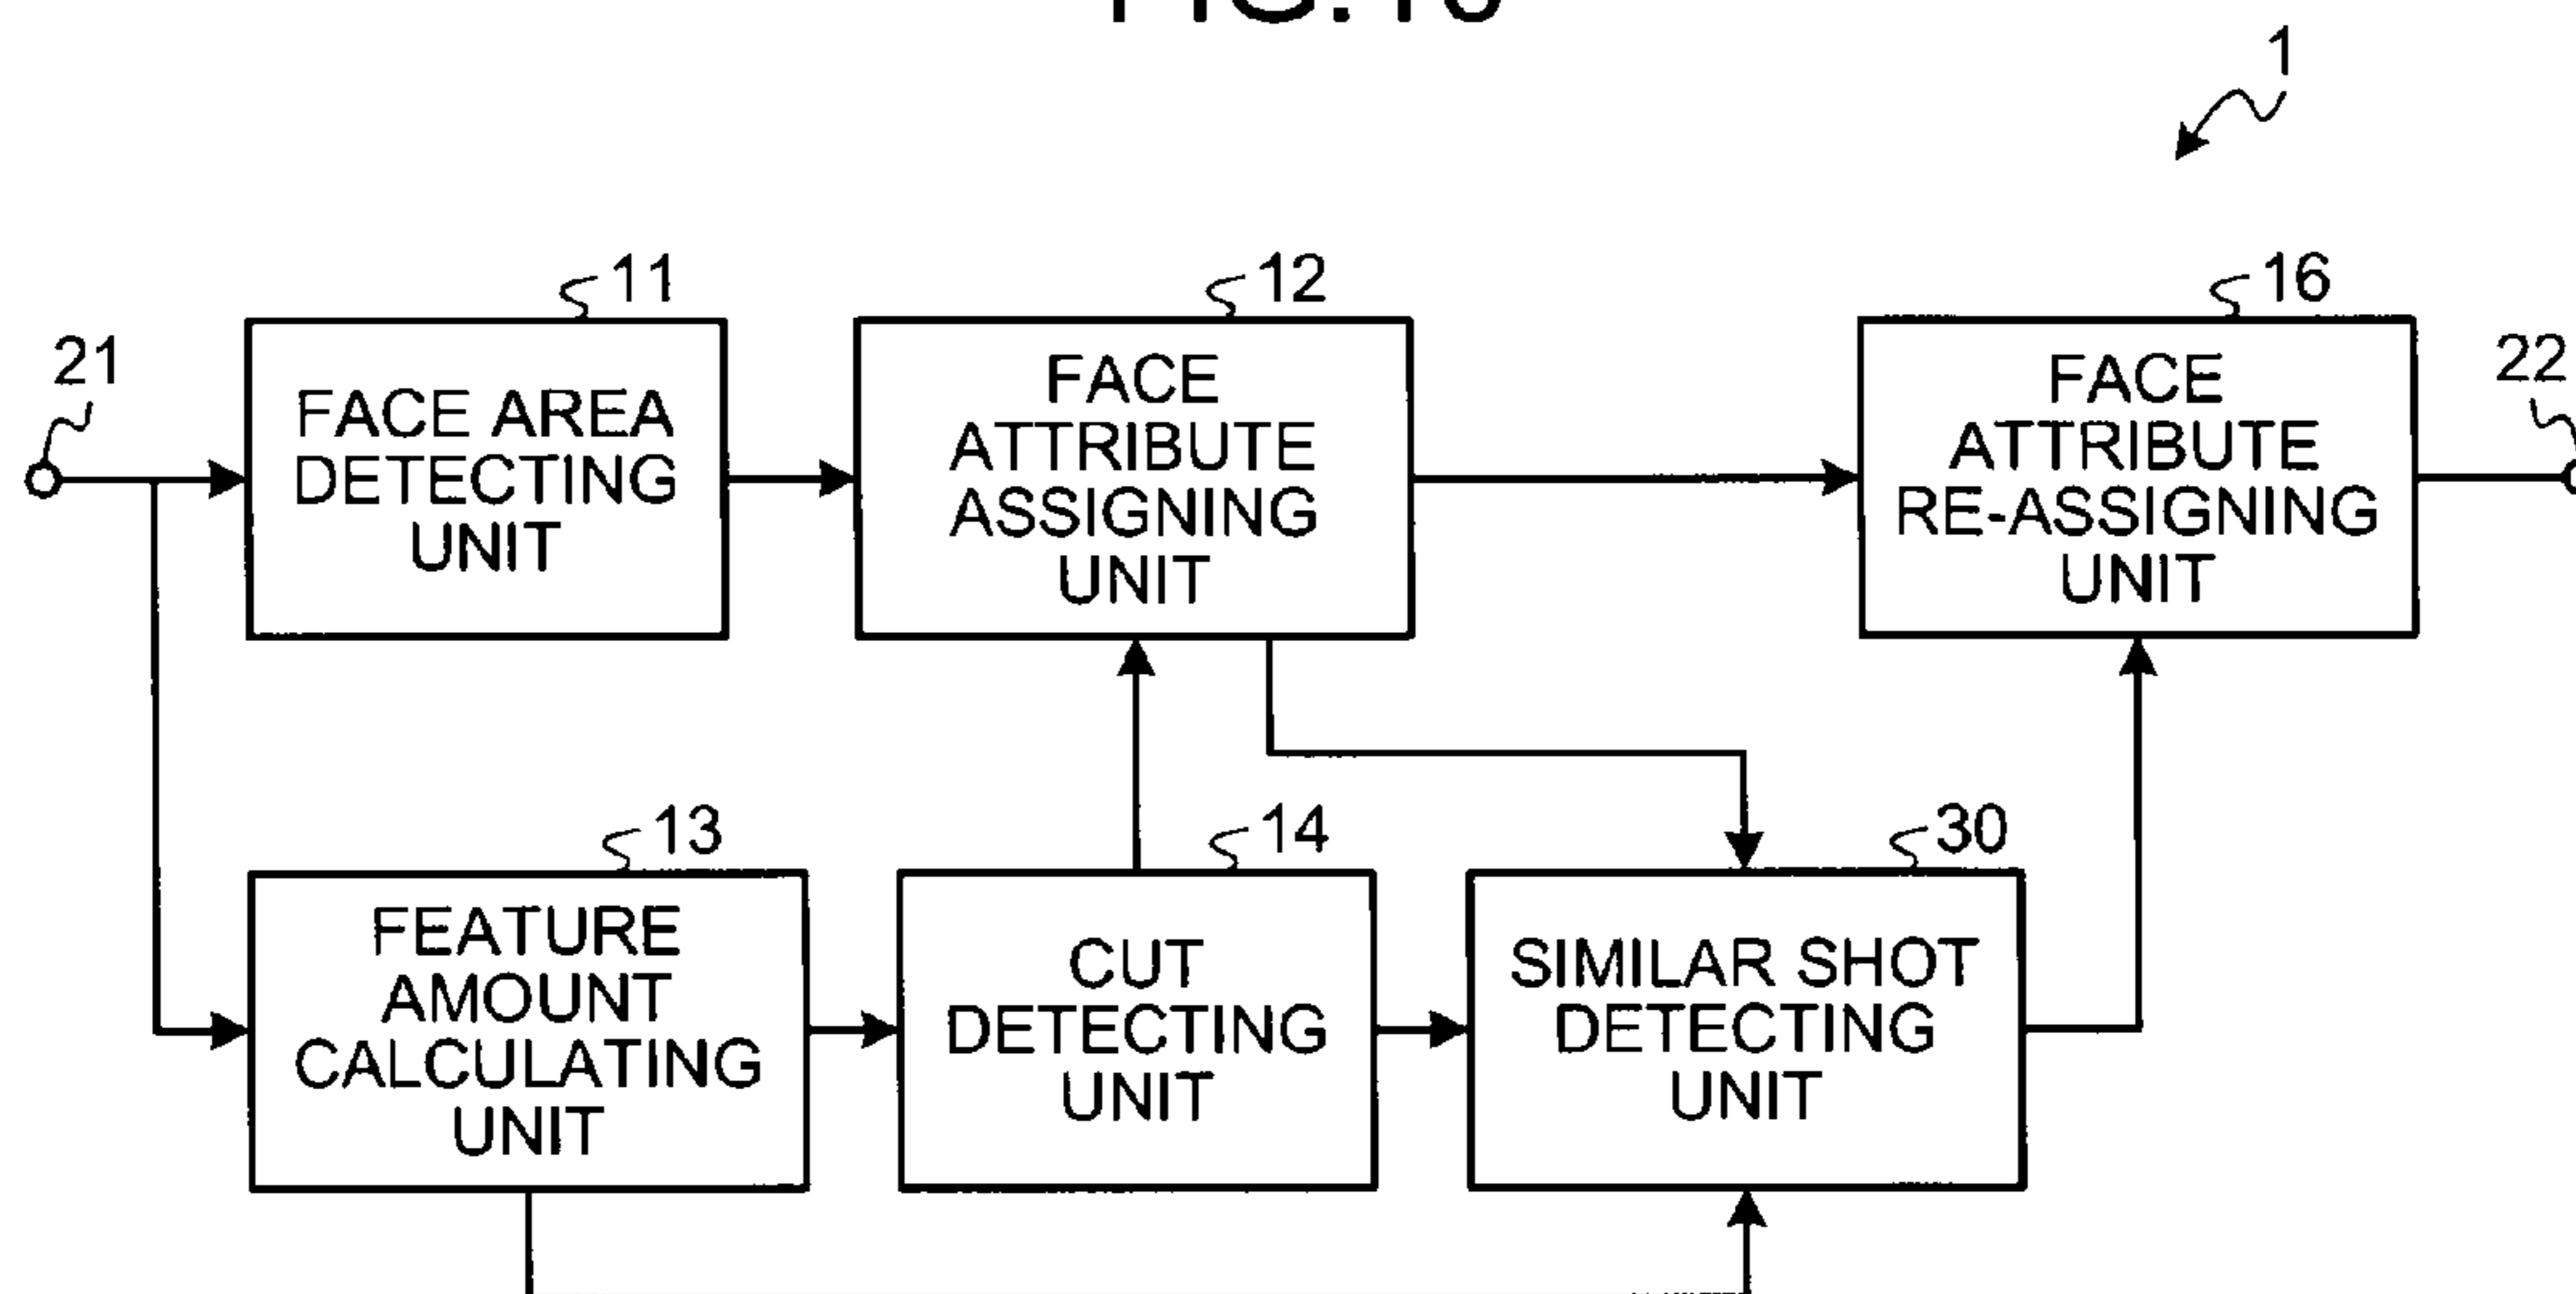 1
11
12
16
21
22
FACE AREA
DETECTING
UNIT
FACE
ATTRIBUTE
ASSIGNING
UNIT
FACE
ATTRIBUTE
RE-ASSIGNING
UNIT
13
14
30
FEATURE
AMOUNT
CALCULATING
UNIT
CUT
DETECTING
UNIT
SIMILAR SHOT
DETECTING
UNIT